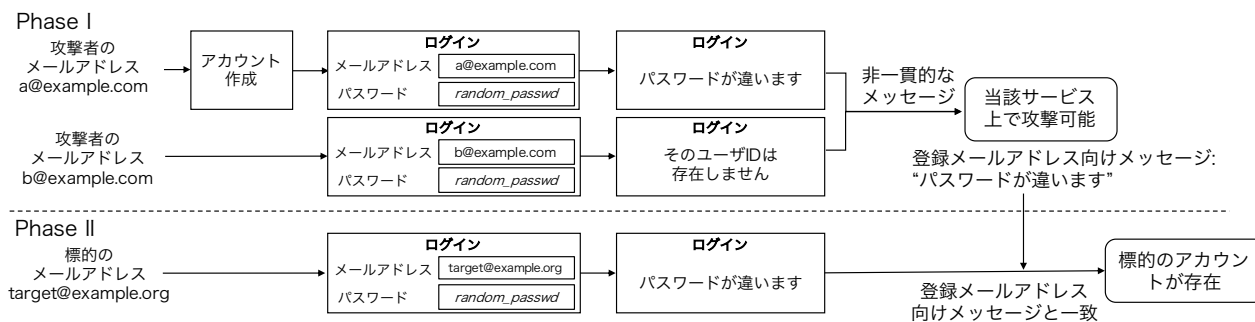 Phase I
攻撃者の
メールアドレス
a@example.com
アカウント
作成
ログイン
メールアドレス a@example.com
パスワード random_passwd
ログイン
パスワードが違います
非一貫的な
メッセージ
当該サービス
上で攻撃可能
攻撃者の
メールアドレス
b@example.com
ログイン
メールアドレス b@example.com
パスワード random_passwd
ログイン
そのユーザIDは
存在しません
登録メールアドレス向けメッセージ:
“パスワードが違います”
Phase II
標的の
メールアドレス
target@example.org
ログイン
メールアドレス target@example.org
パスワード random_passwd
ログイン
パスワードが違います
登録メールアドレス
向けメッセージと一致
標的のアカウン
トが存在